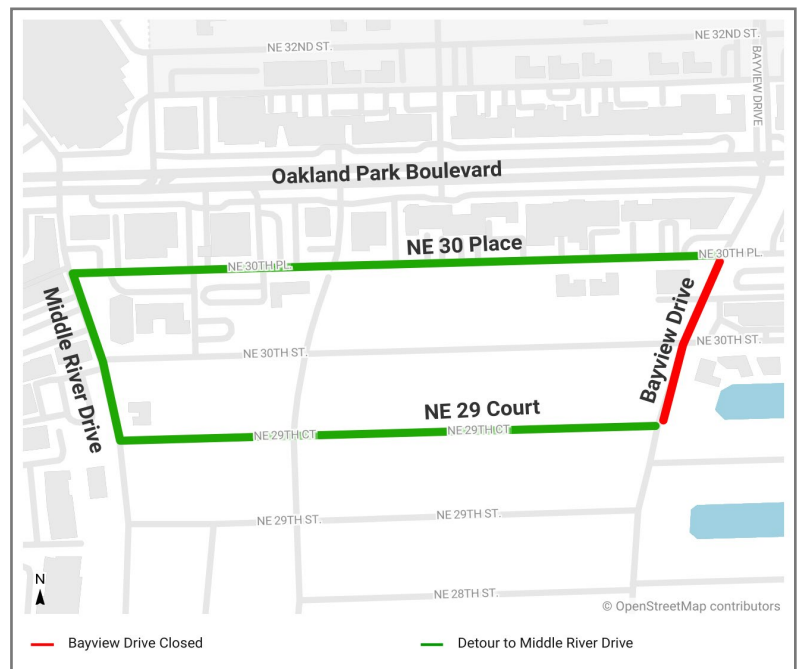 NE 32ND ST.
NE 32ND ST.
BAYVIEW DRIVE
Oakland Park Boulevard
NE 30 Place
NE 30TH PL.
NE 30TH PL.
Middle River Drive
Bayview Drive
NE 30TH ST.
NE 30TH ST.
NE 29 Court
NE 29TH CT
NE 29TH CT
NE 29TH ST.
NE 29TH ST.
N
NE 28TH ST.
© OpenStreetMap contributors
Bayview Drive Closed
Detour to Middle River Drive